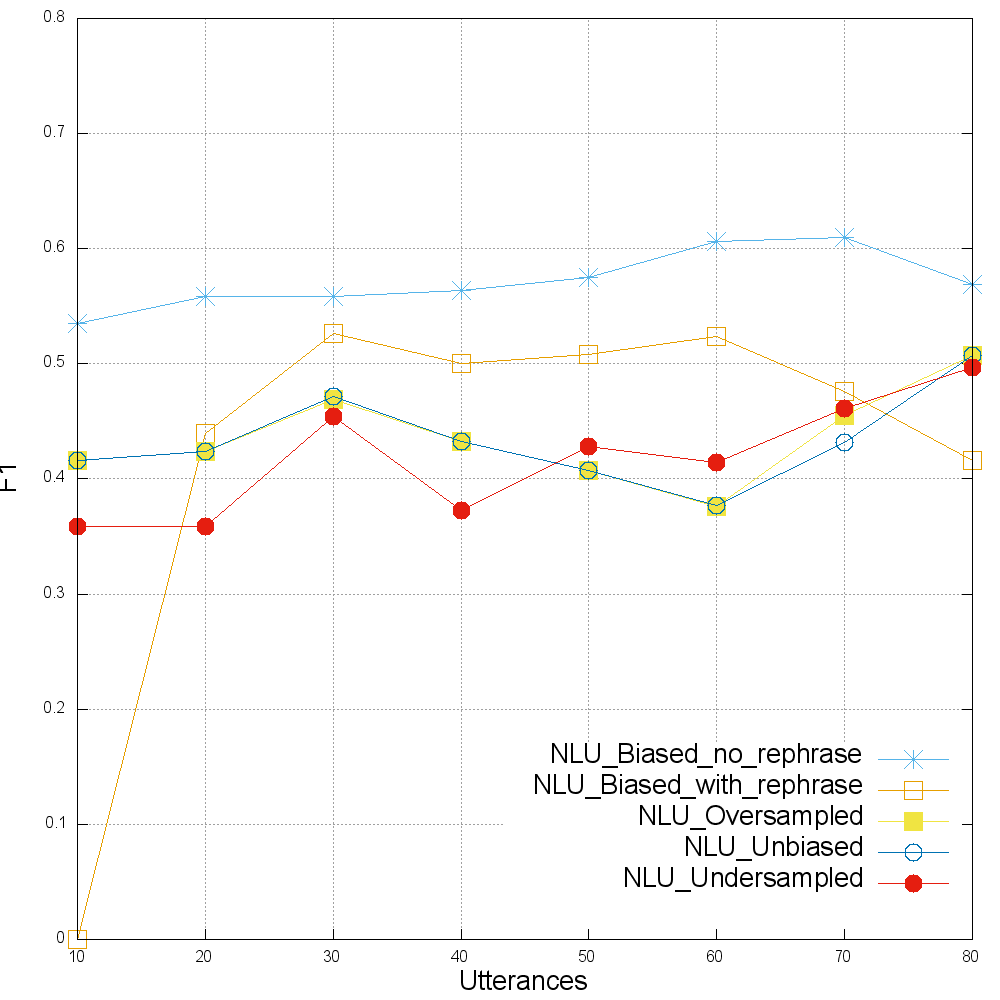 0.8
0.7
0.6
0.5
0.4
0.3
0.2
0.1
0
F1
NLU_Biased_no_rephrase
NLU_Biased_with_rephrase
NLU_Oversampled
NLU_Unbiased
NLU_Undersampled
10 20 30 40 50 60 70 80
Utterances